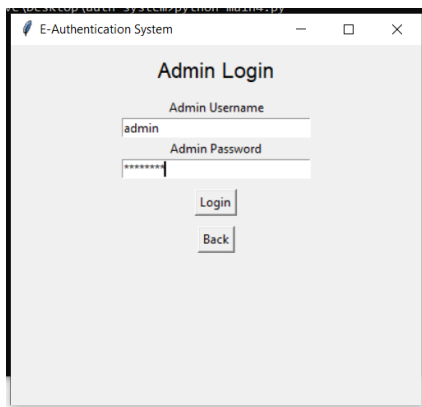 E-Authentication System
Admin Login
Admin Username
admin
Admin Password
********
Login
Back